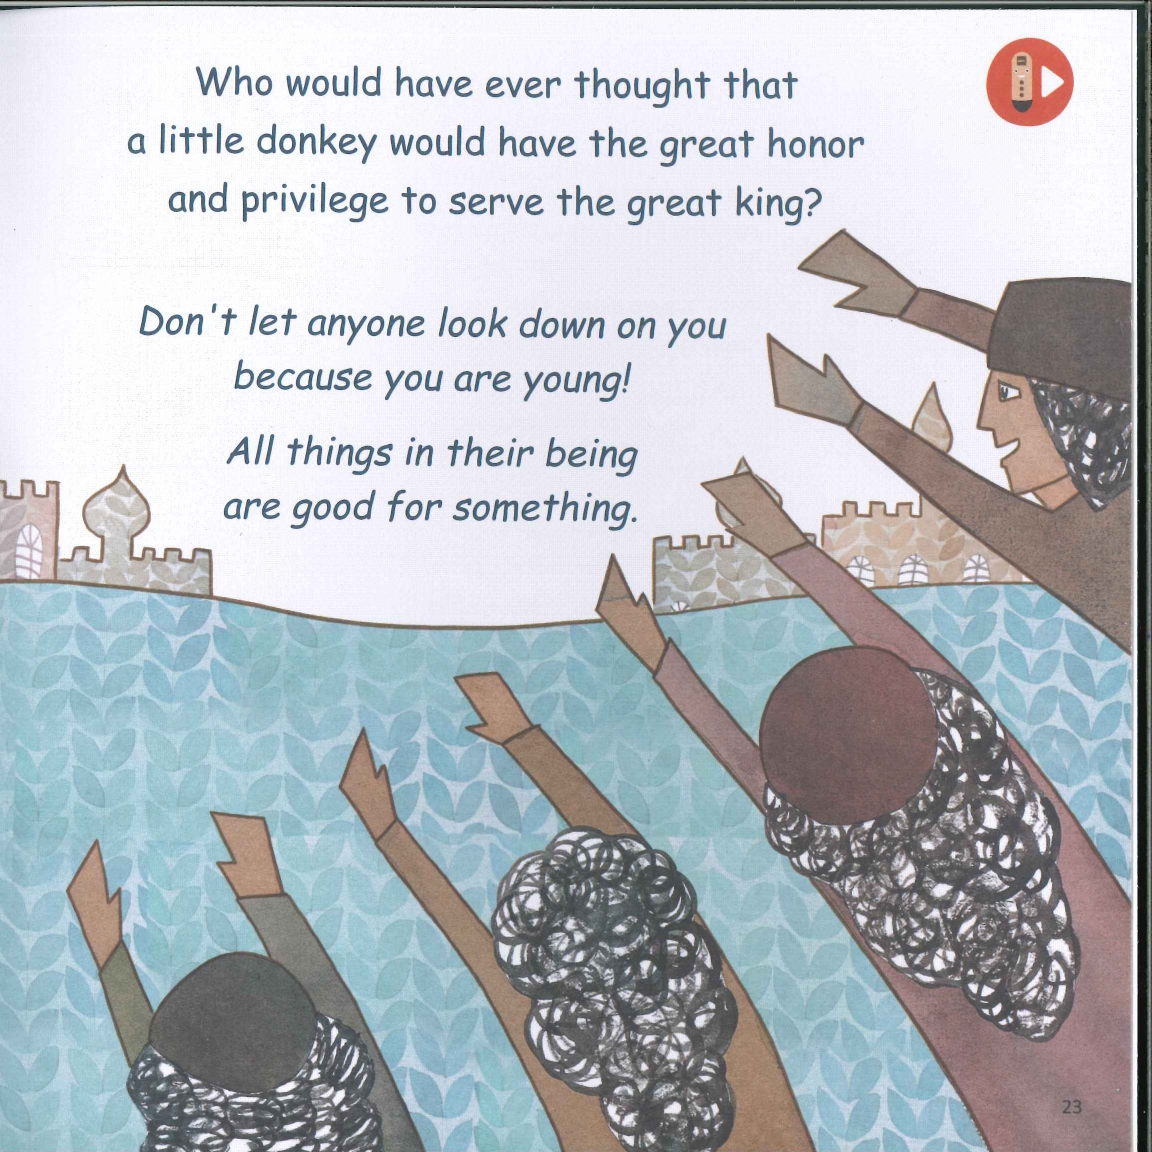 Who would have ever thought that
a little donkey would have the great honor
and privilege to serve the great king?
Don't let anyone look down on you
because you are young!
All things in their being
are good for something.
23